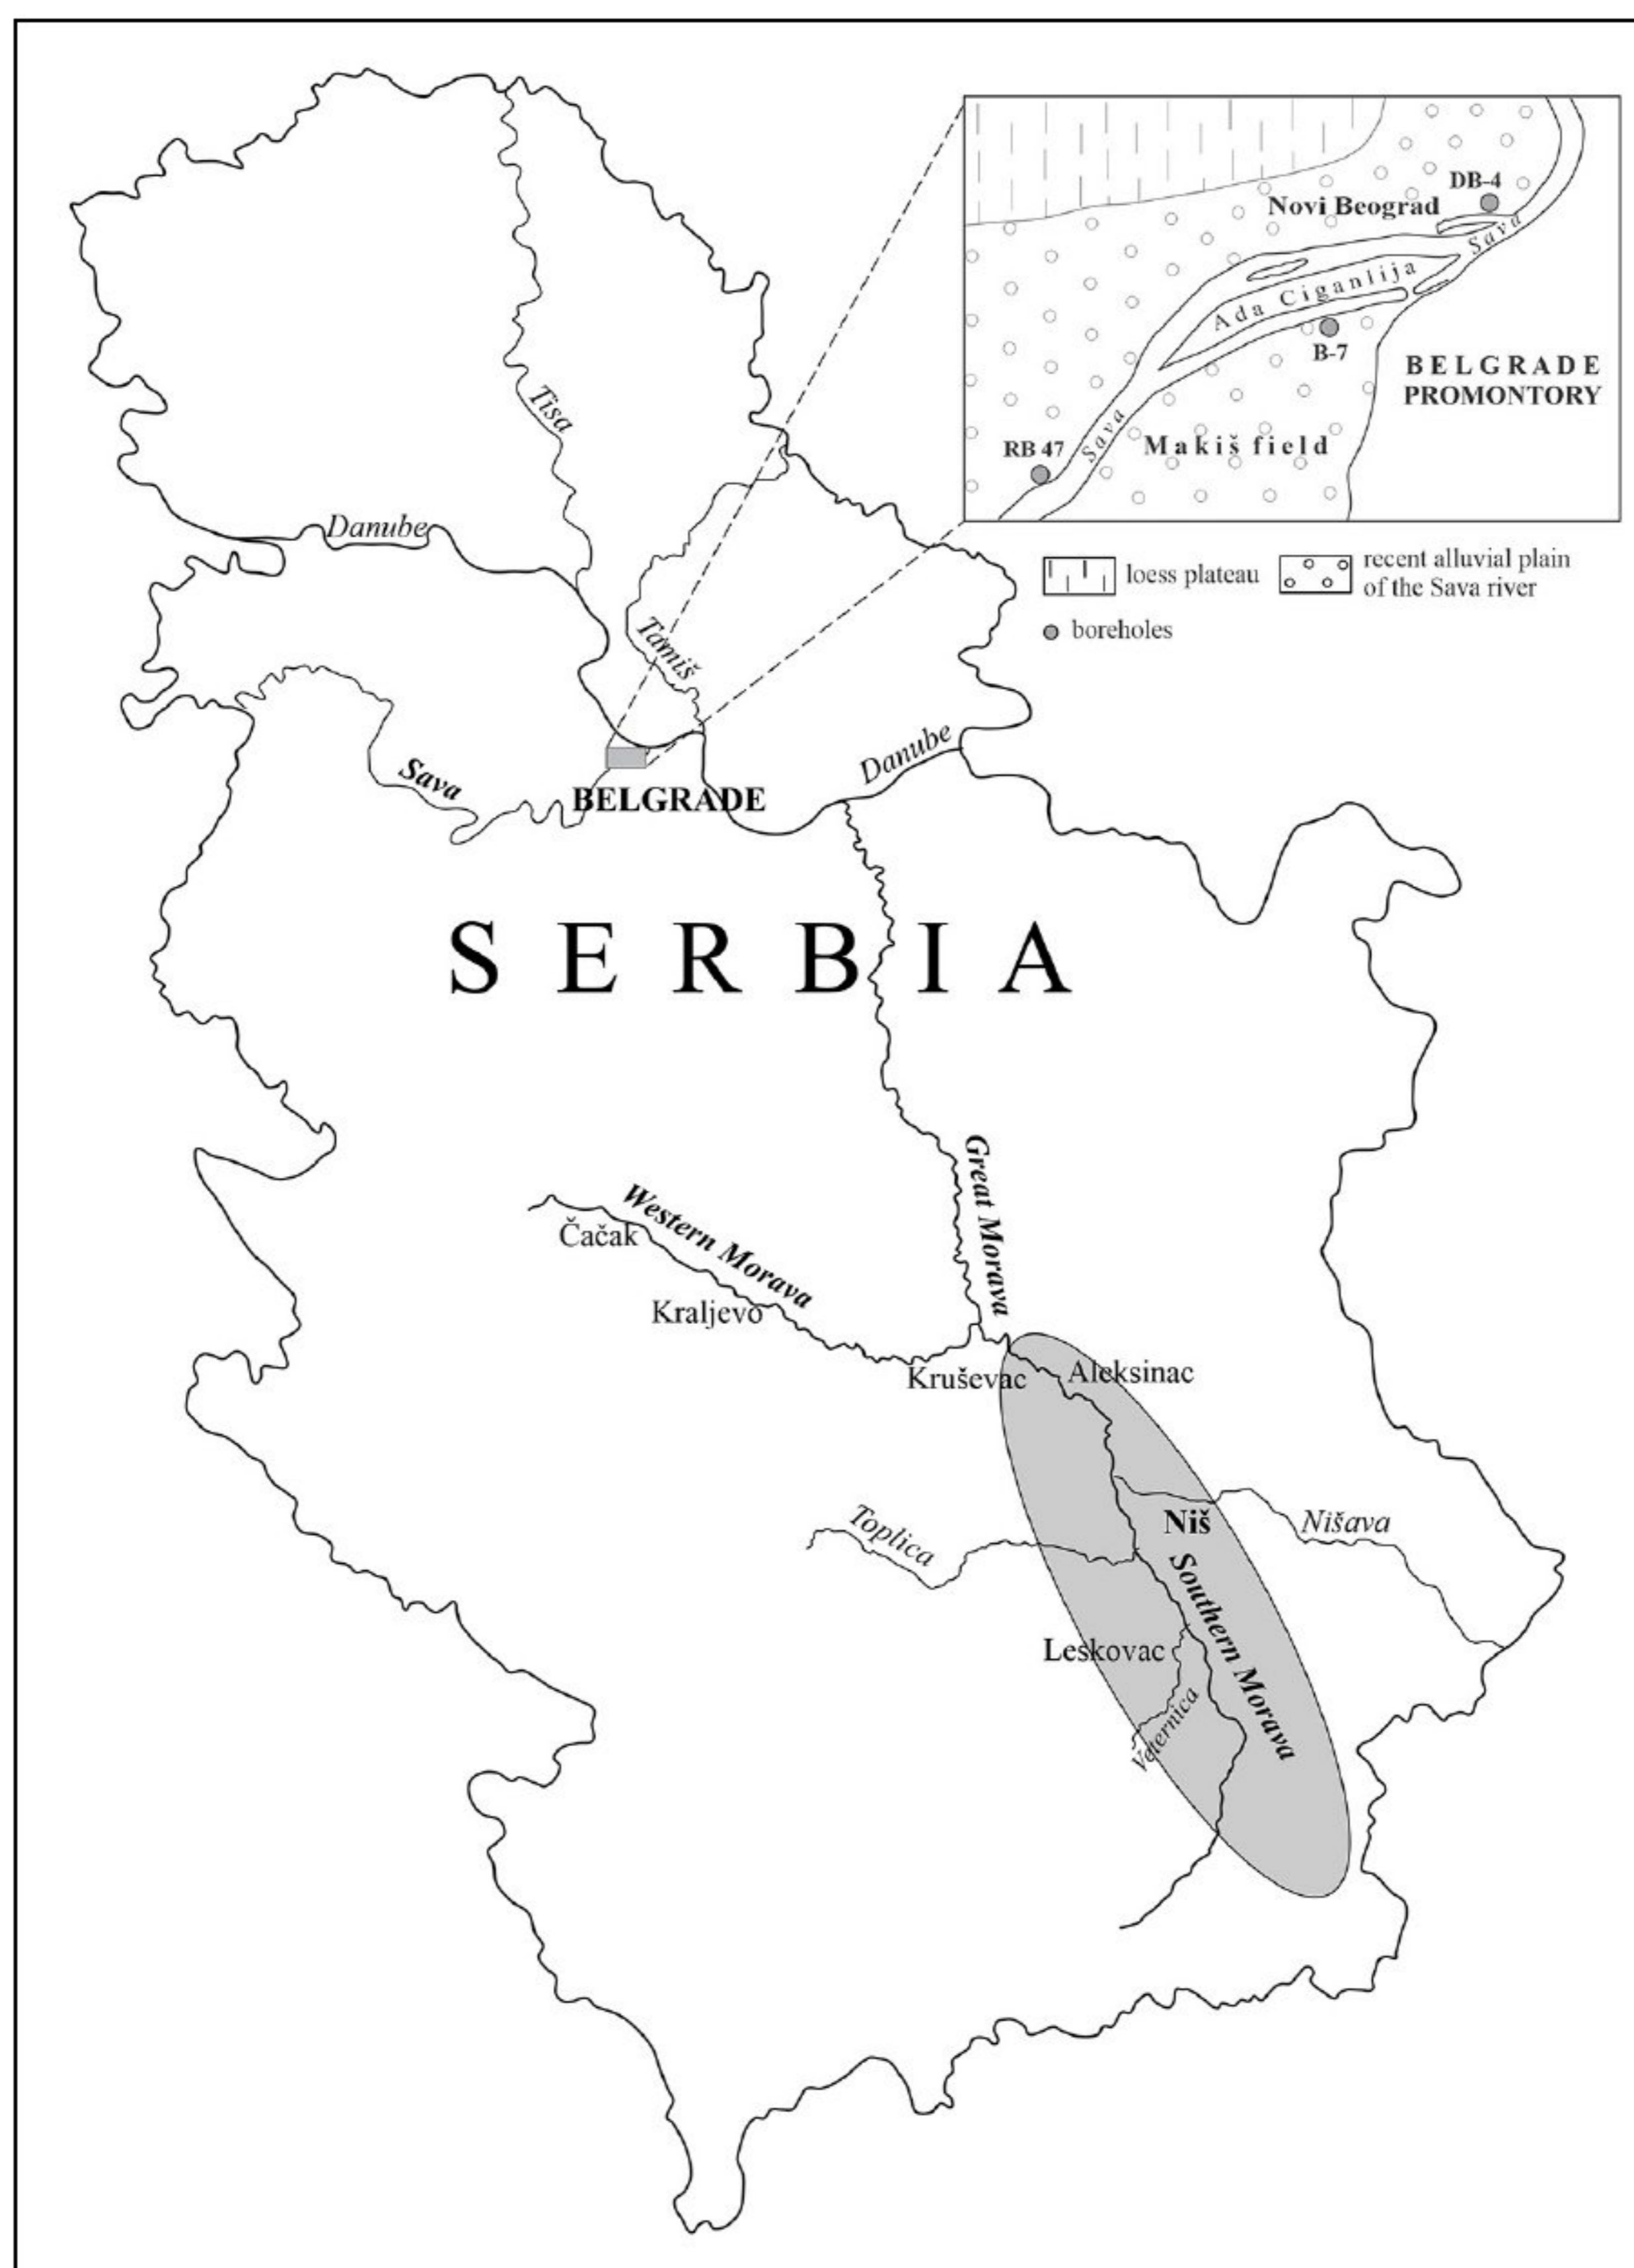 DB-4
Novi Beograd
Sava
Ada Ciganlija
B-7
BELGRADE
PROMONTORY
RB 47
Sava
Makiš field
loess plateau
recent alluvial plain
of the Sava river
boreholes
Tisa
Danube
Tamiš
Sava
BELGRADE
Danube
SERBIA
Great Morava
Western Morava
Čačak
Kraljevo
Kruševac
Aleksinac
Toplica
Niš
Nišava
Southern Morava
Leskovac
Veternica